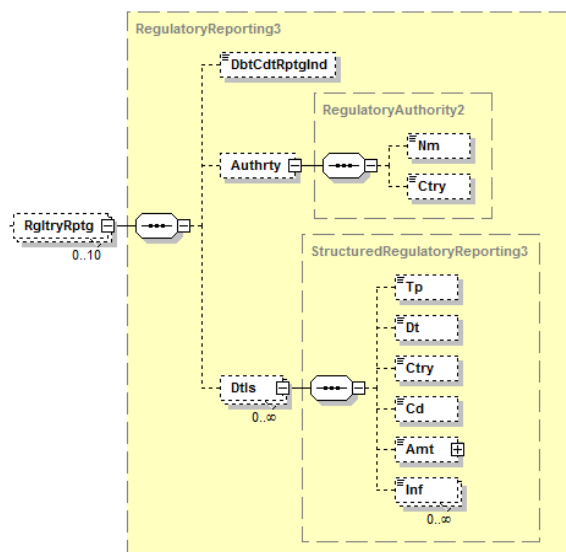 RegulatoryReporting3
DbtCdtRptgInd
RegulatoryAuthority2
Nm
Authrty
Ctry
RgltryRptg
0..10
StructuredRegulatoryReporting3
Tp
Dt
Ctry
Dtls
0..∞
Cd
Amt
Inf
0..∞